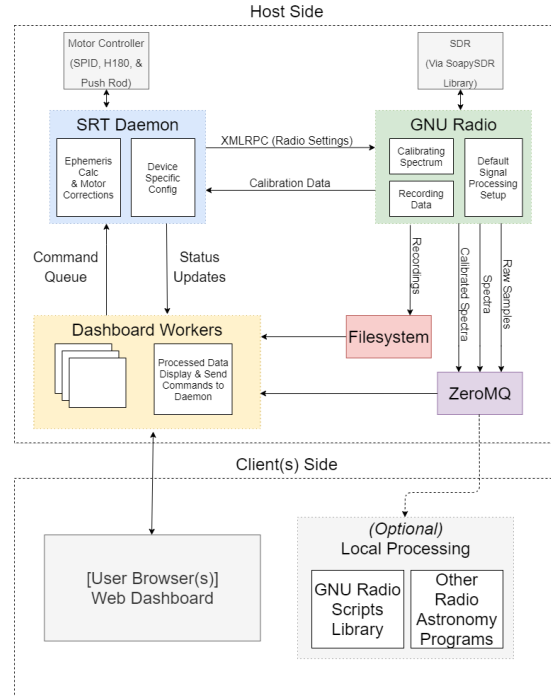 Host Side
Motor Controller
(SPID, H180, &
Push Rod)
SDR
(Via SoapySDR
Library)
SRT Daemon
Ephemeris
Calc
& Motor
Corrections
Device
Specific
Config
XMLRPC (Radio Settings)
Calibration Data
GNU Radio
Calibrating
Spectrum
Recording
Data
Default
Signal
Processing
Setup
Command
Queue
Status
Updates
Recordings
Calibrated Spectra
Spectra
Raw Samples
Dashboard Workers
Processed Data
Display & Send
Commands to
Daemon
Filesystem
ZeroMQ
Client(s) Side
[User Browser(s)]
Web Dashboard
(Optional)
Local Processing
GNU Radio
Scripts
Library
Other
Radio
Astronomy
Programs